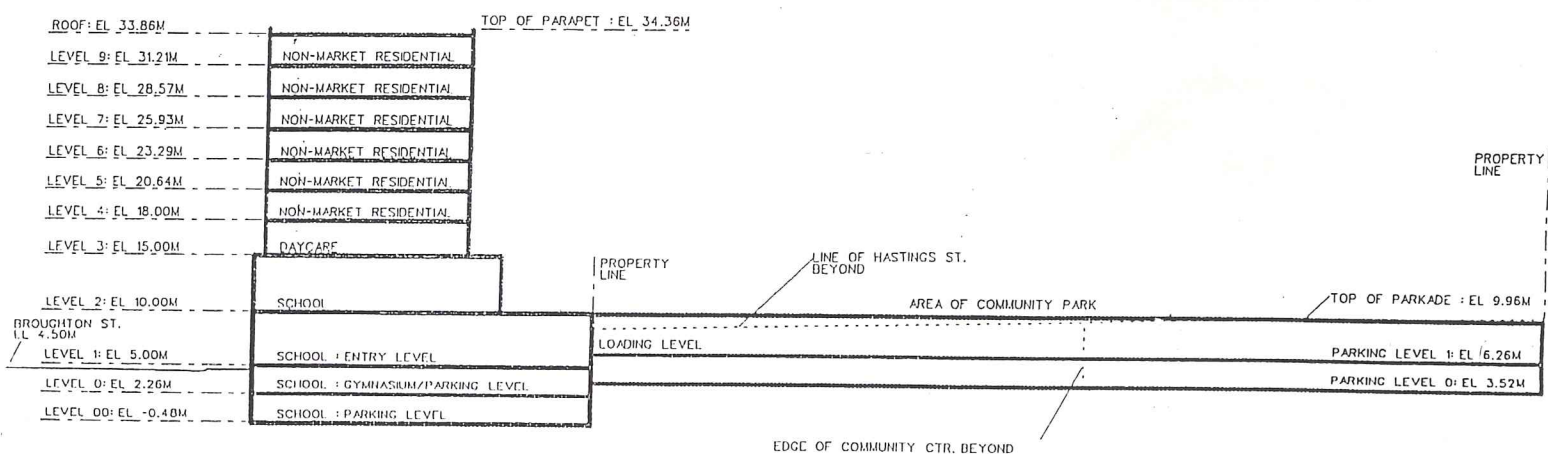 ROOF: EL 33.86M
TOP OF PARAPET : EL 34.36M
LEVEL 9: EL 31.21M
NON-MARKET RESIDENTIAL
LEVEL 8: EL 28.57M
NON-MARKET RESIDENTIAL
LEVEL 7: EL 25.93M
NON-MARKET RESIDENTIAL
LEVEL 6: EL 23.29M
NON-MARKET RESIDENTIAL
LEVEL 5: EL 20.64M
NON-MARKET RESIDENTIAL
LEVEL 4: EL 18.00M
NON-MARKET RESIDENTIAL
LEVEL 3: EL 15.00M
DAYCARE
PROPERTY
LINE
PROPERTY
LINE
LINE OF HASTINGS ST.
BEYOND
LEVEL 2: EL 10.00M
SCHOOL
AREA OF COMMUNITY PARK
TOP OF PARKADE : EL 9.96M
BROUGHTON ST.
EL 4.50M
LEVEL 1: EL 5.00M
SCHOOL : ENTRY LEVEL
LOADING LEVEL
PARKING LEVEL 1: EL 6.26M
LEVEL 0: EL 2.26M
SCHOOL : GYMNASIUM/PARKING LEVEL
PARKING LEVEL 0: EL 3.52M
LEVEL 00: EL -0.48M
SCHOOL : PARKING LEVEL
EDGE OF COMMUNITY CTR. BEYOND